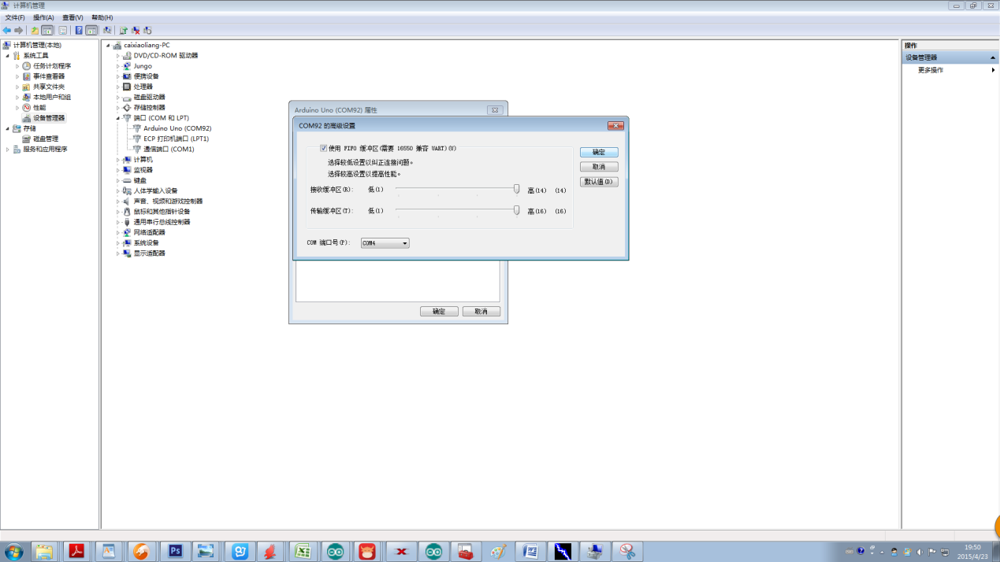 计算机管理
文件(F) 操作(A) 查看(V) 帮助(H)
计算机管理(本地)
系统工具
任务计划程序
事件查看器
共享文件夹
本地用户和组
性能
设备管理器
存储
磁盘管理
服务和应用程序
caixiaoliang-PC
DVD/CD-ROM 驱动器
Jungo
便携设备
处理器
磁盘驱动器
存储控制器
端口 (COM 和 LPT)
Arduino Uno (COM92)
ECP 打印机端口 (LPT1)
通信端口 (COM1)
计算机
监视器
键盘
人体学输入设备
声音、视频和游戏控制器
鼠标和其他指针设备
通用串行总线控制器
网络适配器
系统设备
显示适配器
Arduino Uno (COM92) 属性
COM92 的高级设置
使用 FIFO 缓冲区(需要 16550 兼容 UART)(U)
选择较低设置以纠正连接问题。
选择较高设置以提高性能。
接收缓冲区(R): 低(1) 高(14) (14)
传输缓冲区(T): 低(1) 高(16) (16)
COM 端口号(P): COM4
确定
取消
默认值(D)
确定 取消
操作
设备管理器
更多操作
Ps
19:50
2015/4/23